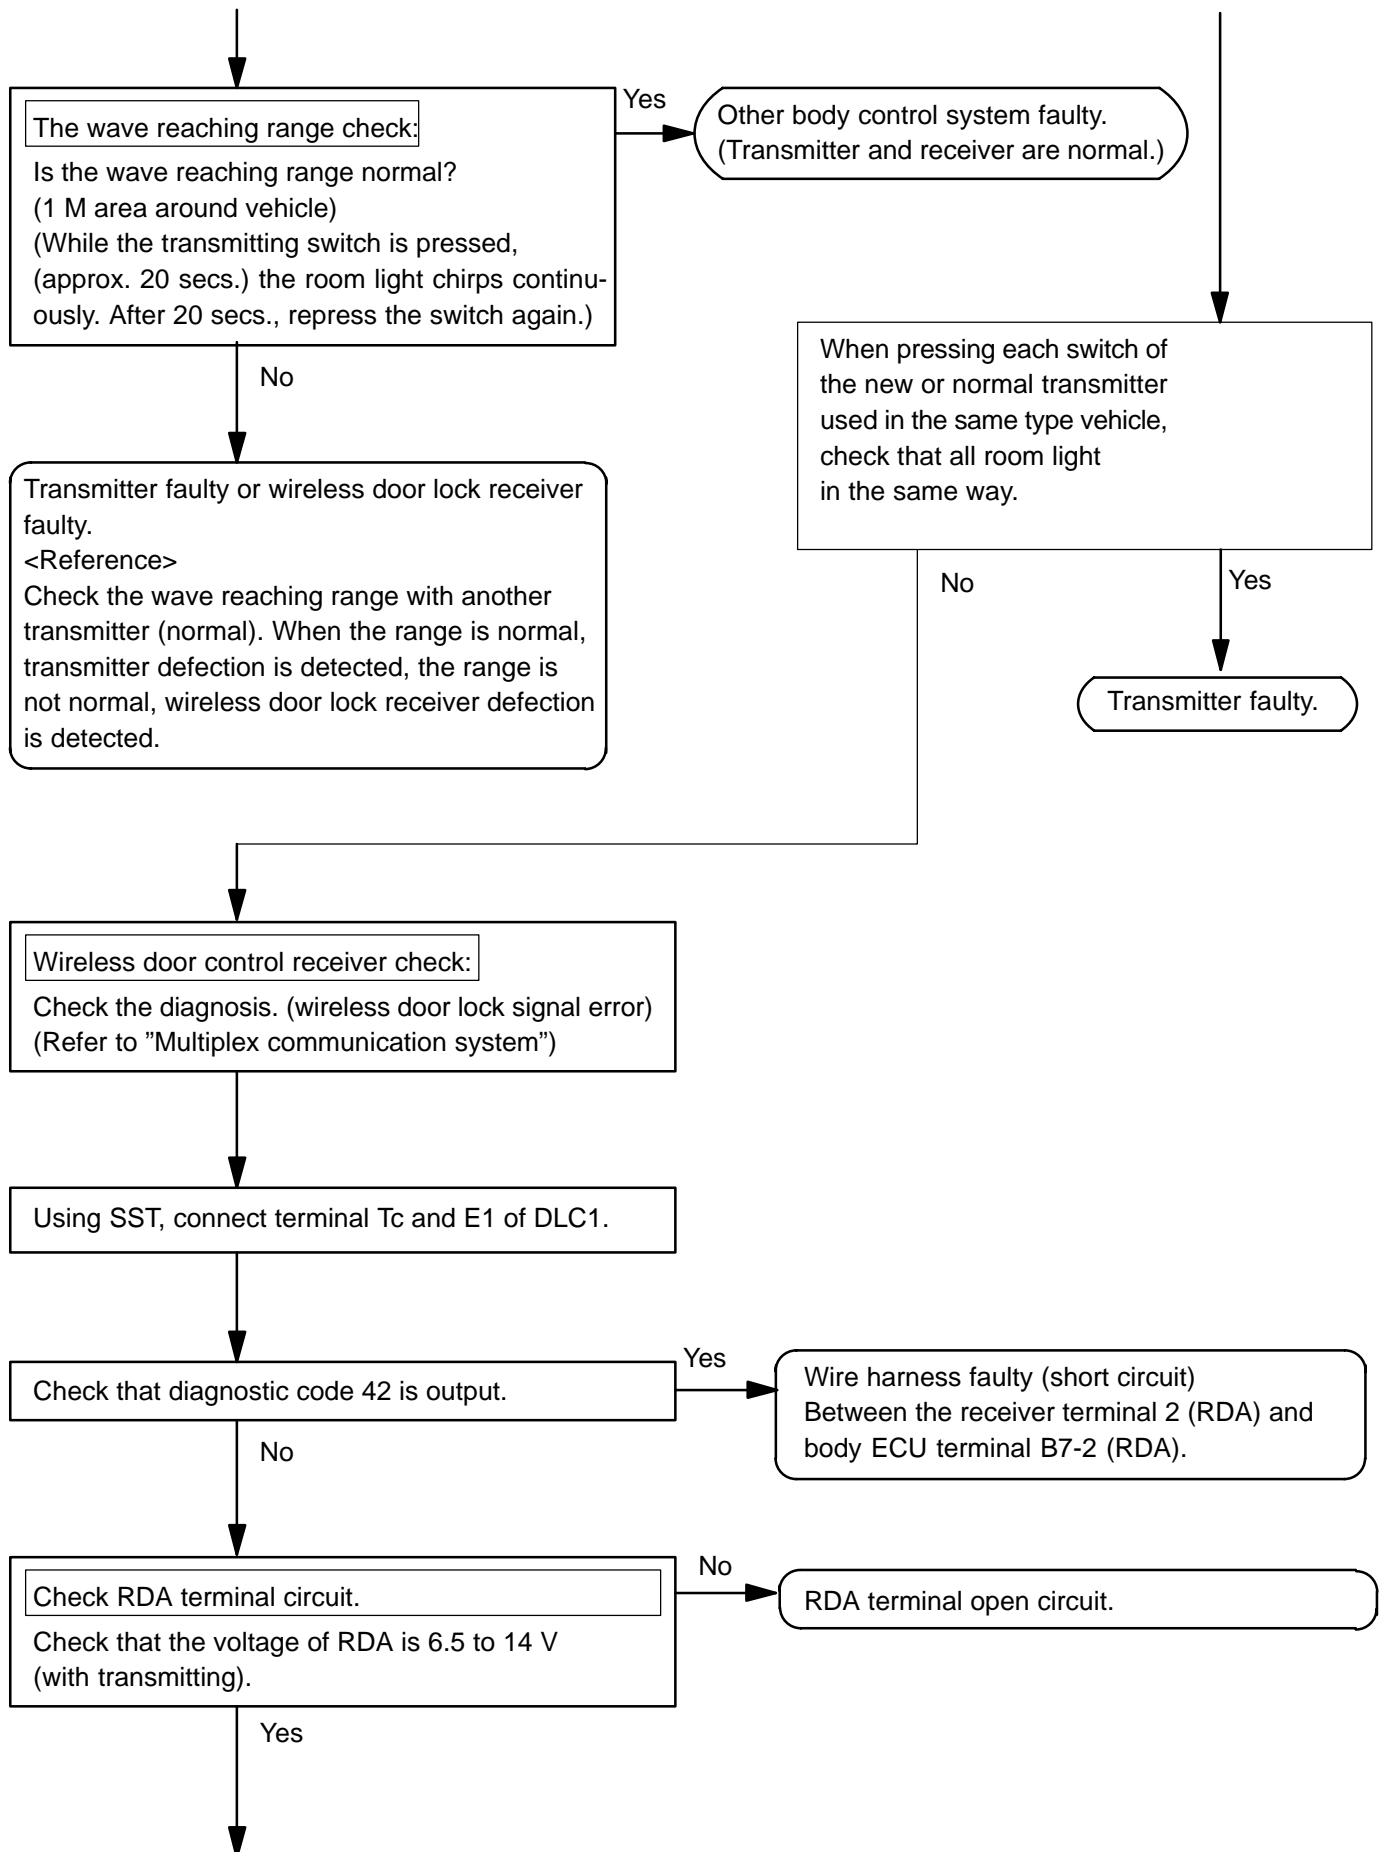 The wave reaching range check:
Is the wave reaching range normal?
(1 M area around vehicle)
(While the transmitting switch is pressed,
(approx. 20 secs.) the room light chirps continu-
ously. After 20 secs., repress the switch again.)
Yes
Other body control system faulty.
(Transmitter and receiver are normal.)
No
When pressing each switch of
the new or normal transmitter
used in the same type vehicle,
check that all room light
in the same way.
Transmitter faulty or wireless door lock receiver
faulty.
<Reference>
Check the wave reaching range with another
transmitter (normal). When the range is normal,
transmitter defection is detected, the range is
not normal, wireless door lock receiver defection
is detected.
No
Yes
Transmitter faulty.
Wireless door control receiver check:
Check the diagnosis. (wireless door lock signal error)
(Refer to ”Multiplex communication system”)
Using SST, connect terminal Tc and E1 of DLC1.
Check that diagnostic code 42 is output.
Yes
Wire harness faulty (short circuit)
Between the receiver terminal 2 (RDA) and
body ECU terminal B7-2 (RDA).
No
Check RDA terminal circuit.
Check that the voltage of RDA is 6.5 to 14 V
(with transmitting).
No
RDA terminal open circuit.
Yes